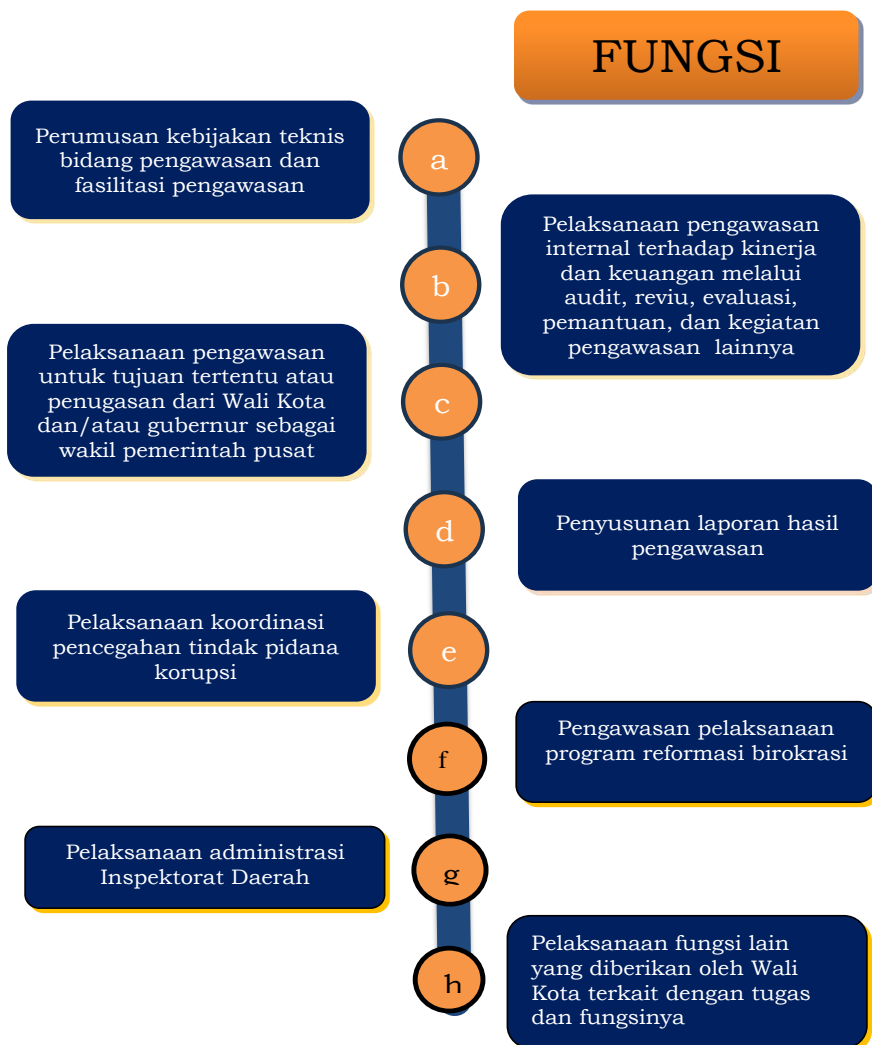 FUNGSI
a
Perumusan kebijakan teknis
bidang pengawasan dan
fasilitasi pengawasan
b
Pelaksanaan pengawasan
internal terhadap kinerja
dan keuangan melalui
audit, reviu, evaluasi,
pemantuan, dan kegiatan
pengawasan lainnya
c
Pelaksanaan pengawasan
untuk tujuan tertentu atau
penugasan dari Wali Kota
dan/atau gubernur sebagai
wakil pemerintah pusat
d
Penyusunan laporan hasil
pengawasan
e
Pelaksanaan koordinasi
pencegahan tindak pidana
korupsi
f
Pengawasan pelaksanaan
program reformasi birokrasi
g
Pelaksanaan administrasi
Inspektorat Daerah
h
Pelaksanaan fungsi lain
yang diberikan oleh Wali
Kota terkait dengan tugas
dan fungsinya